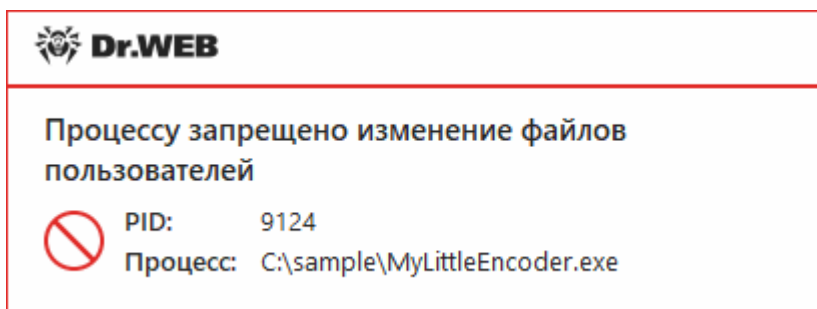 Dr.WEB
Процессу запрещено изменение файлов
пользователей
PID: 9124
Процесс: C:\sample\MyLittleEncoder.exe